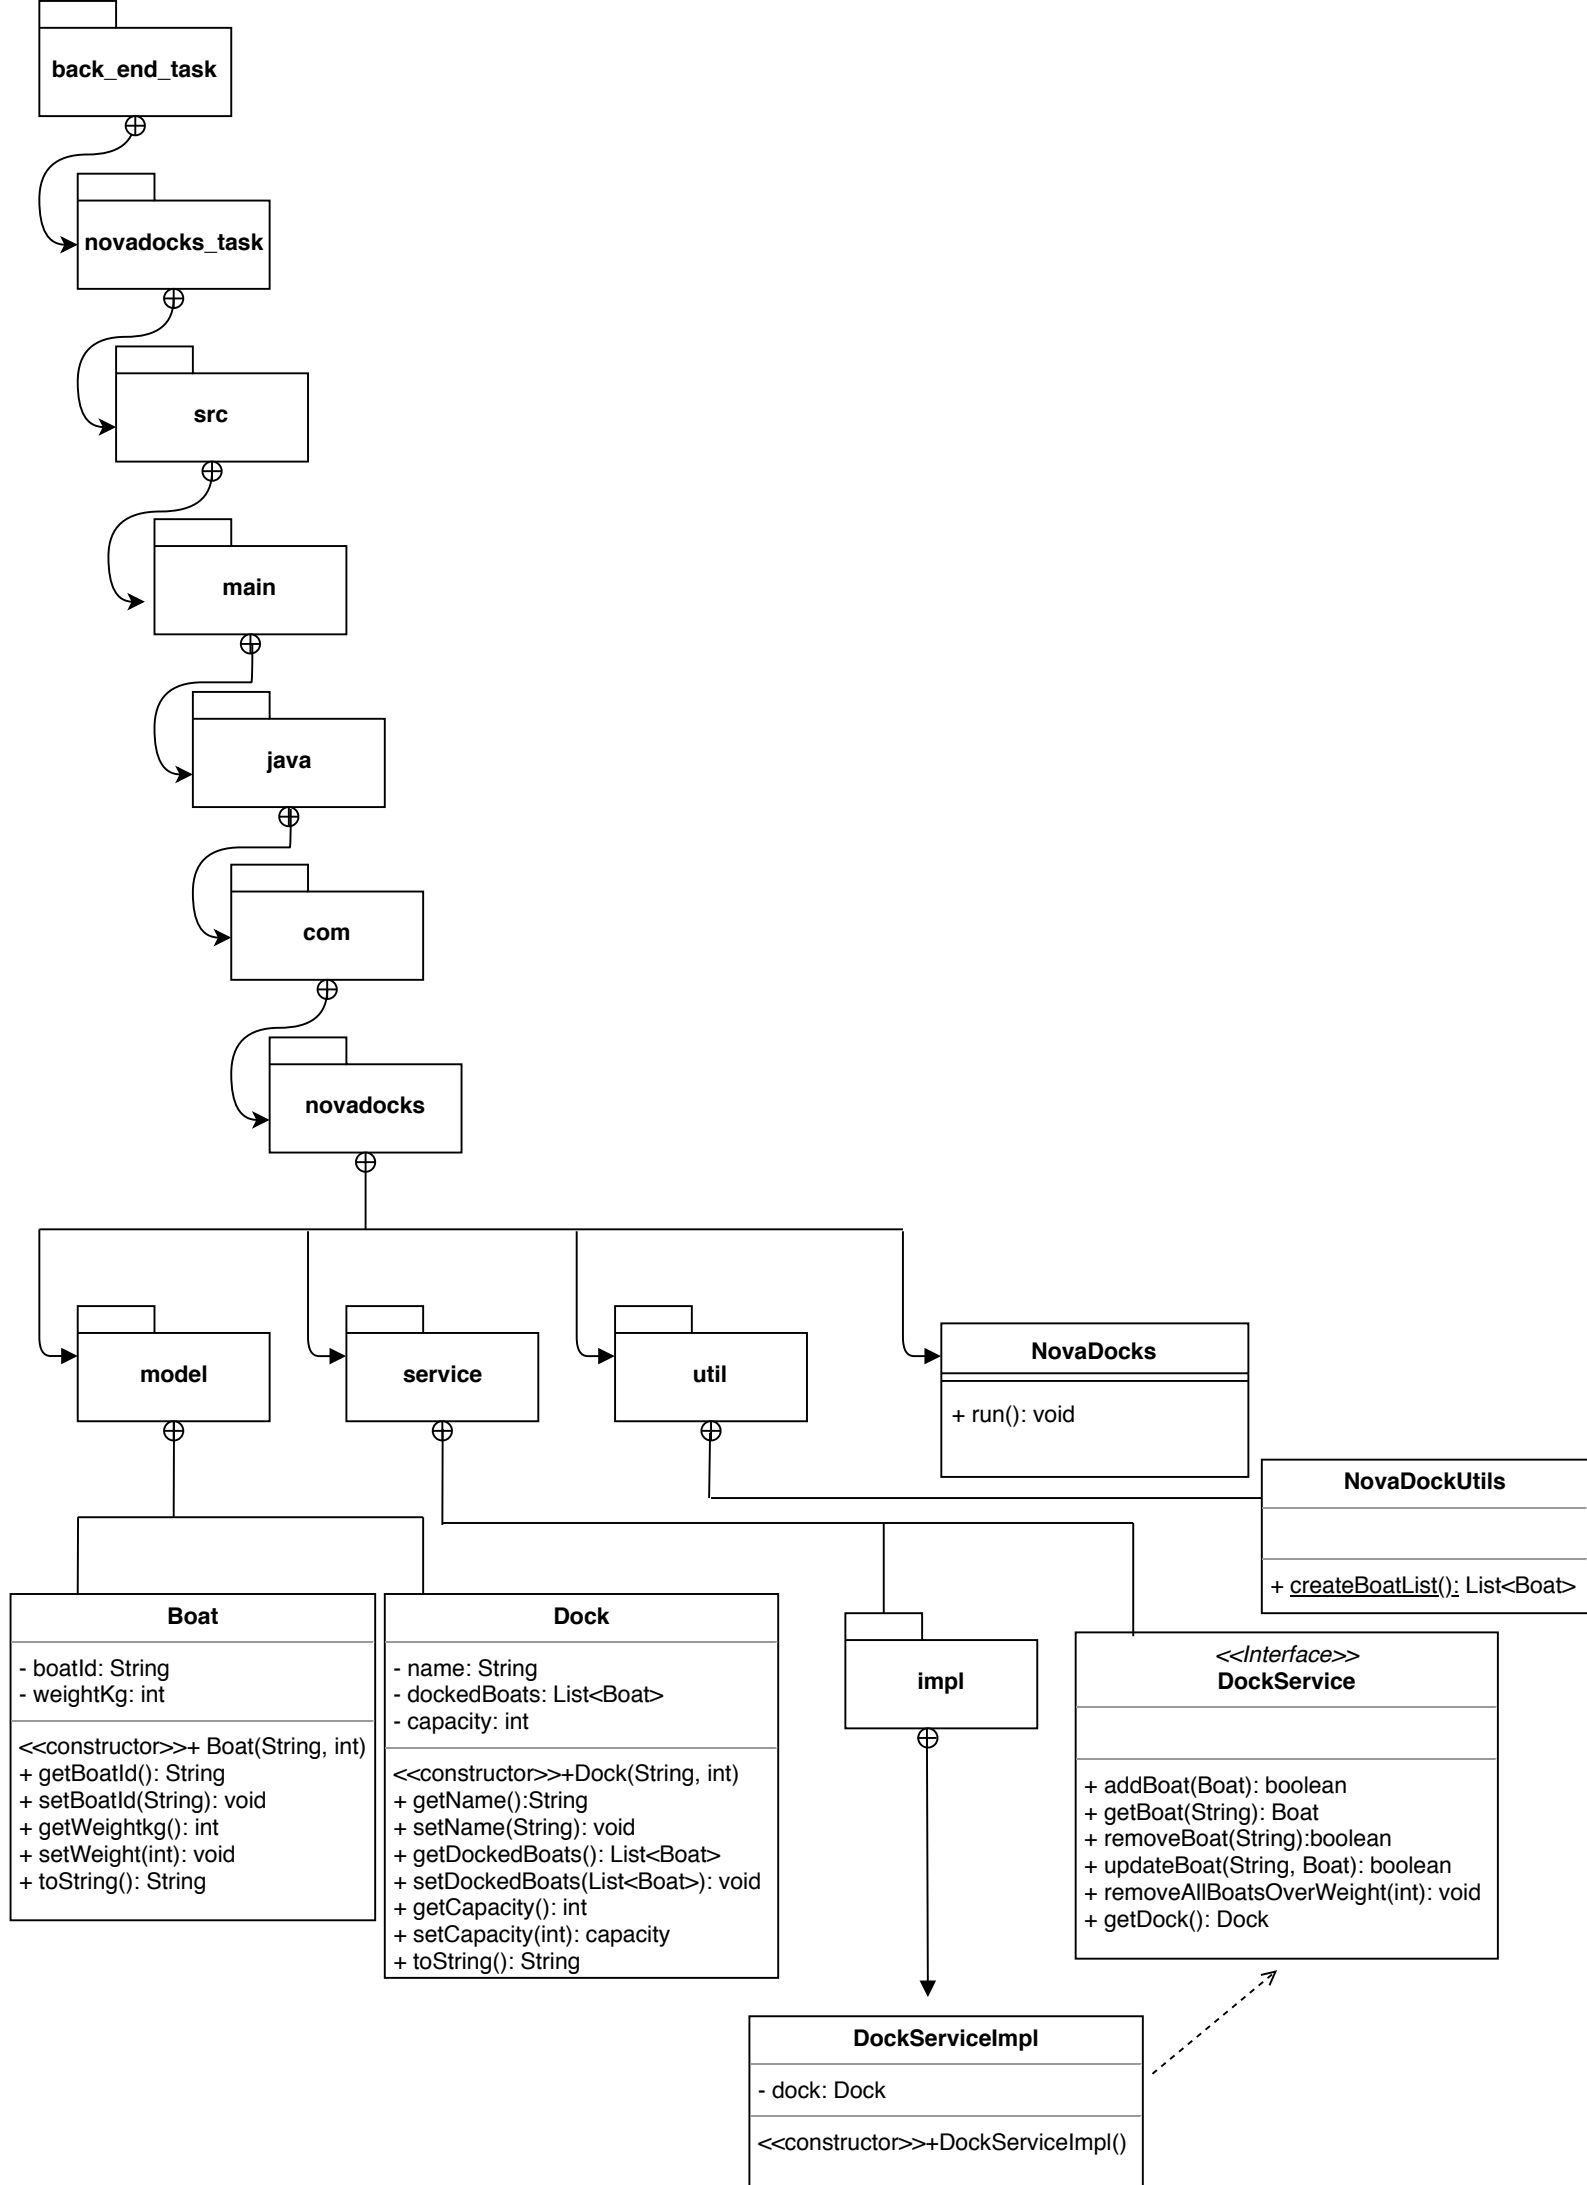 back_end_task
novadocks_task
src
main
java
com
novadocks
model
service
util
NovaDocks
+ run(): void
NovaDockUtils
+ createBoatList(): List<Boat>
Boat
- boatId: String
- weightKg: int
<<constructor>>+ Boat(String, int)
+ getBoatId(): String
+ setBoatId(String): void
+ getWeightkg(): int
+ setWeight(int): void
+ toString(): String
Dock
- name: String
- dockedBoats: List<Boat>
- capacity: int
<<constructor>>+Dock(String, int)
+ getName():String
+ setName(String): void
+ getDockedBoats(): List<Boat>
+ setDockedBoats(List<Boat>): void
+ getCapacity(): int
+ setCapacity(int): capacity
+ toString(): String
impl
<<Interface>>
DockService
+ addBoat(Boat): boolean
+ getBoat(String): Boat
+ removeBoat(String):boolean
+ updateBoat(String, Boat): boolean
+ removeAllBoatsOverWeight(int): void
+ getDock(): Dock
DockServiceImpl
- dock: Dock
<<constructor>>+DockServiceImpl()